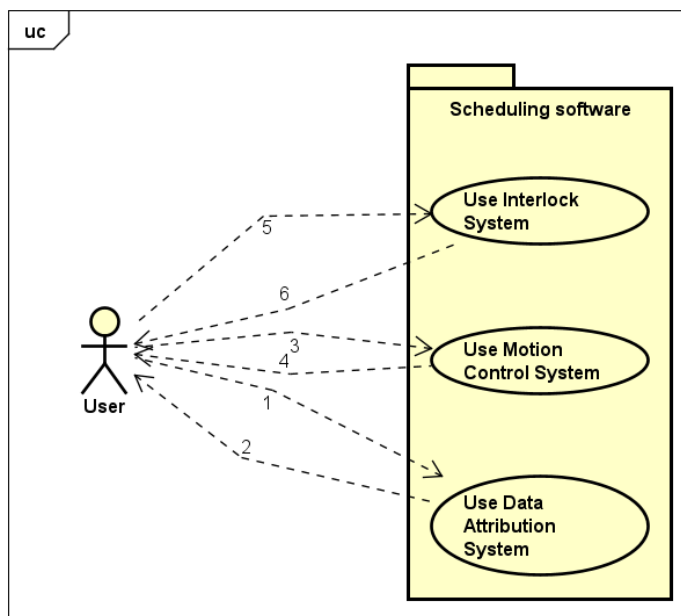 uc
Scheduling software
Use Interlock
System
5
6
3
4
User
1
2
Use Motion
Control System
Use Data
Attribution
System